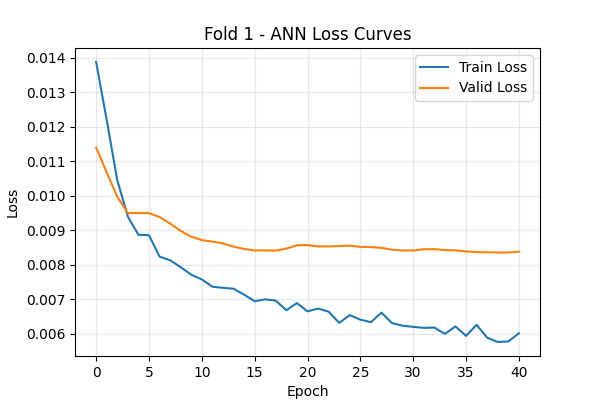 Fold 1 - ANN Loss Curves
Train Loss
Valid Loss
0.014
0.013
0.012
0.011
0.010
0.009
0.008
0.007
0.006
Loss
0 5 10 15 20 25 30 35 40
Epoch